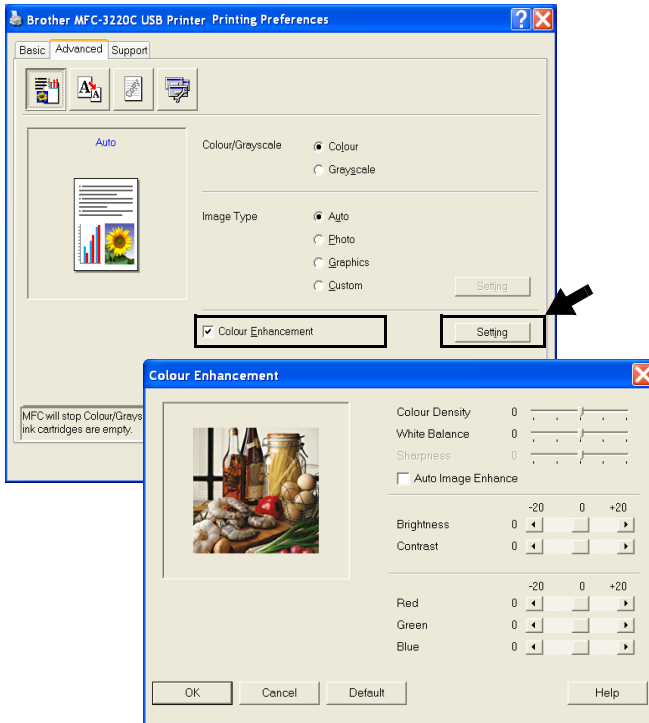 Brother MFC-3220C USB Printer Printing Preferences
Basic Advanced Support
Auto
Colour/Grayscale
Colour
Grayscale
Image Type
Auto
Photo
Graphics
Custom
Setting
Colour Enhancement
Setting
MFC will stop Colour/Grays
ink cartridges are empty.
Colour Enhancement
Colour Density 0
White Balance 0
Sharpness 0
Auto Image Enhance
-20 0 +20
Brightness 0
Contrast 0
-20 0 +20
Red 0
Green 0
Blue 0
OK Cancel Default Help